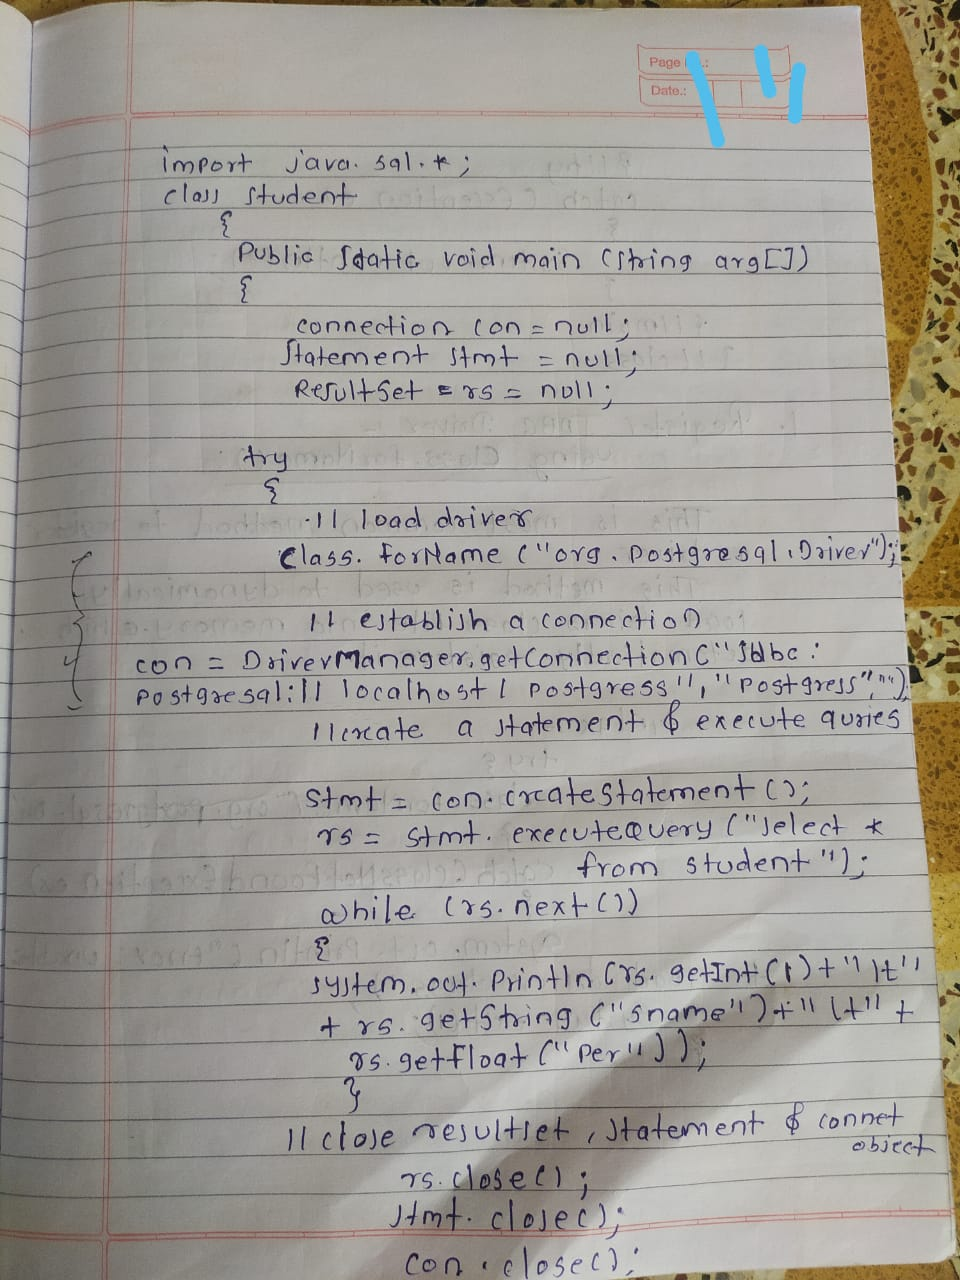 Page :
Date.:
import java. sql.*;
class Student
{
Public Static void main (string arg[])
{
connection con = null;
Statement stmt = null;
ResultSet = rs = null;
try
{
// load driver
Class. forName ("org. postgresql . Driver");
// establish a connection
con = DriverManager.getConnection ("Jdbc :
postgresql:// localhost / postgress", "postgress","");
// create a statement & execute quries
stmt = con. createStatement ();
rs = stmt. executeQuery ("select *
from student ");
while (rs. next ())
{
system. out. Println (rs. getInt (1) + "\t"
+ rs. getString ("sname") + "\t" +
rs. getFloat ("per"));
}
// close resultset , statement & connet
object
rs. close();
stmt. close();
con . close();